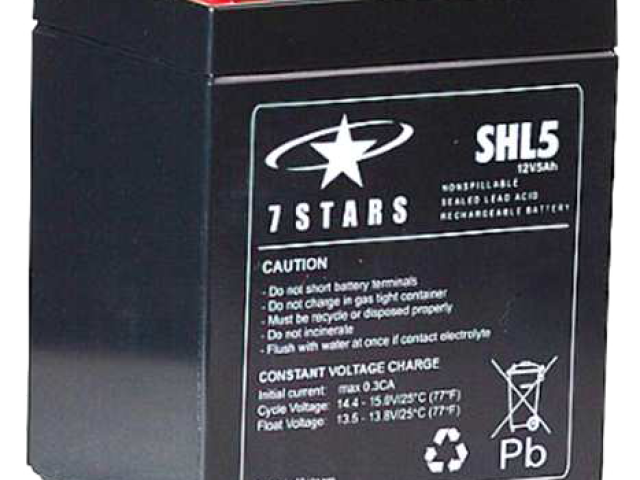 SHL5
12V5Ah
7 STARS
NONSPILLABLE
SEALED LEAD ACID
RECHARGEABLE BATTERY
CAUTION
- Do not short battery terminals
- Do not charge in gas tight container
- Must be recycle or disposed properly
- Do not incinerate
- Flush with water at once if contact electrolyte
CONSTANT VOLTAGE CHARGE
Initial current: max 0.3CA
Cycle Voltage: 14.4 - 15.0V/25°C (77°F)
Float Voltage: 13.5 - 13.8V/25°C (77°F)
Pb